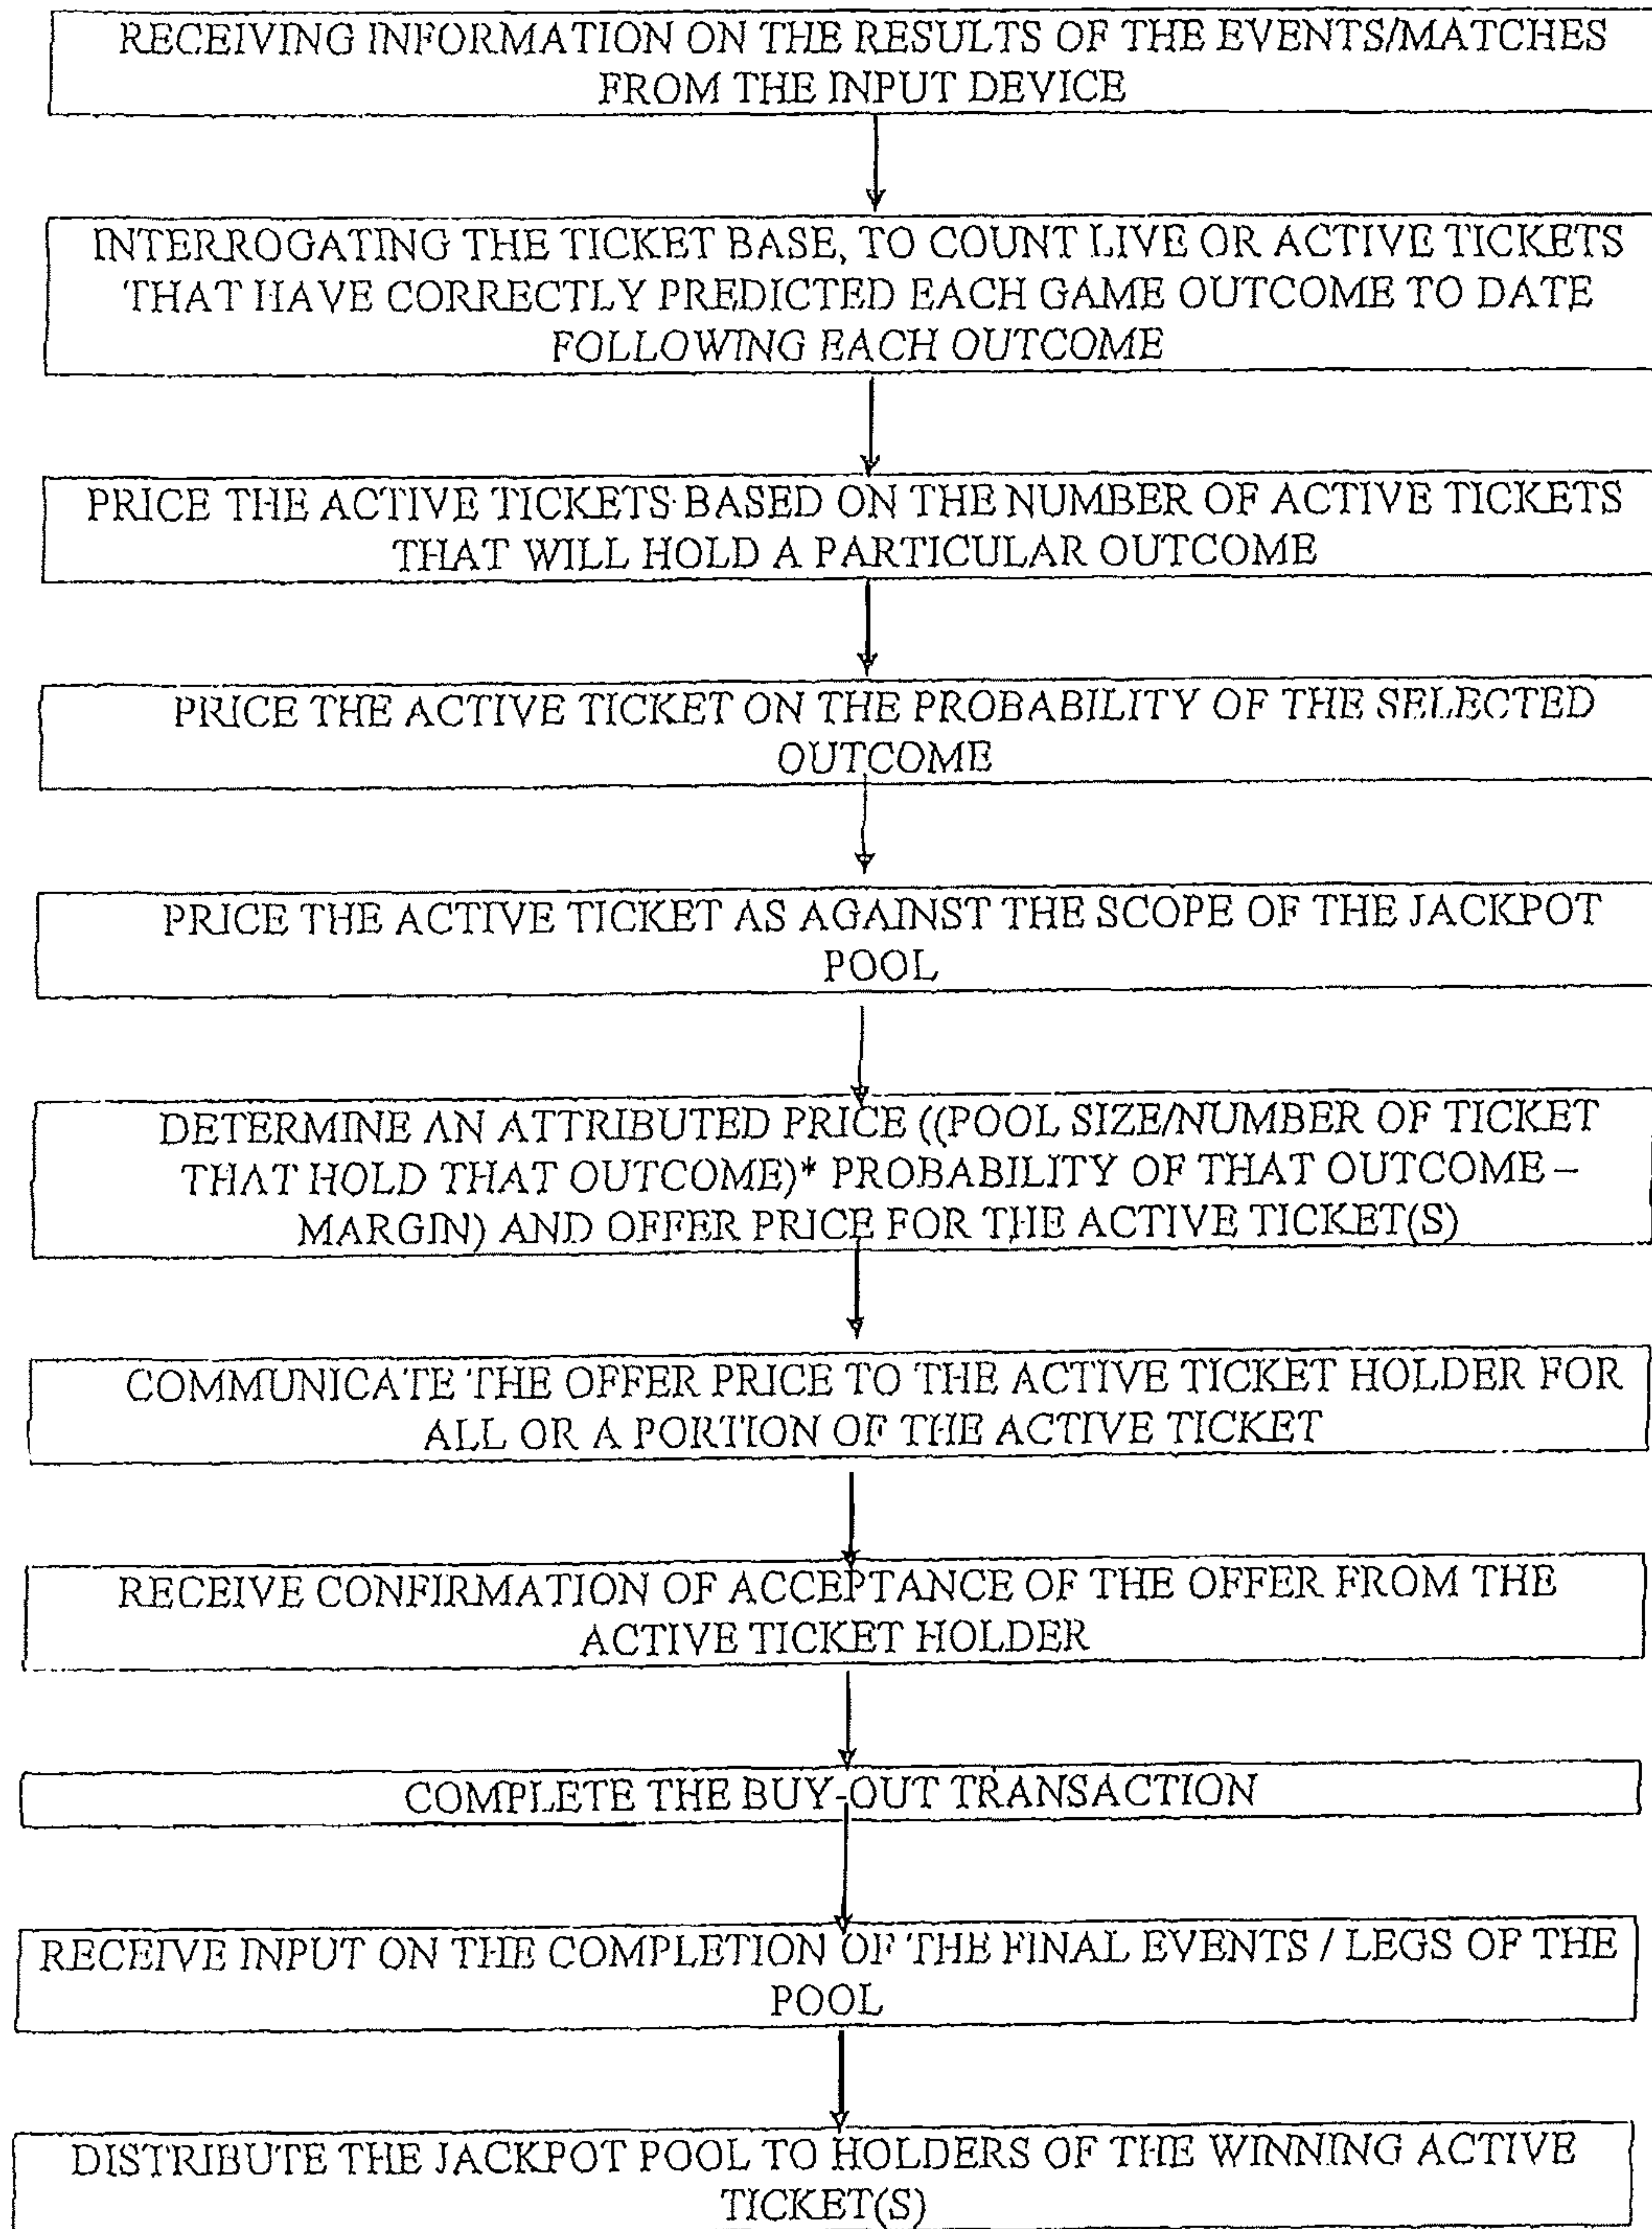 RECEIVING INFORMATION ON THE RESULTS OF THE EVENTS/MATCHES
FROM THE INPUT DEVICE
INTERROGATING THE TICKET BASE, TO COUNT LIVE OR ACTIVE TICKETS
THAT HAVE CORRECTLY PREDICTED EACH GAME OUTCOME TO DATE
FOLLOWING EACH OUTCOME
PRICE THE ACTIVE TICKETS BASED ON THE NUMBER OF ACTIVE TICKETS
THAT WILL HOLD A PARTICULAR OUTCOME
PRICE THE ACTIVE TICKET ON THE PROBABILITY OF THE SELECTED
OUTCOME
PRICE THE ACTIVE TICKET AS AGAINST THE SCOPE OF THE JACKPOT
POOL
DETERMINE AN ATTRIBUTED PRICE ((POOL SIZE/NUMBER OF TICKET
THAT HOLD THAT OUTCOME)* PROBABILITY OF THAT OUTCOME –
MARGIN) AND OFFER PRICE FOR THE ACTIVE TICKET(S)
COMMUNICATE THE OFFER PRICE TO THE ACTIVE TICKET HOLDER FOR
ALL OR A PORTION OF THE ACTIVE TICKET
RECEIVE CONFIRMATION OF ACCEPTANCE OF THE OFFER FROM THE
ACTIVE TICKET HOLDER
COMPLETE THE BUY-OUT TRANSACTION
RECEIVE INPUT ON THE COMPLETION OF THE FINAL EVENTS / LEGS OF THE
POOL
DISTRIBUTE THE JACKPOT POOL TO HOLDERS OF THE WINNING ACTIVE
TICKET(S)